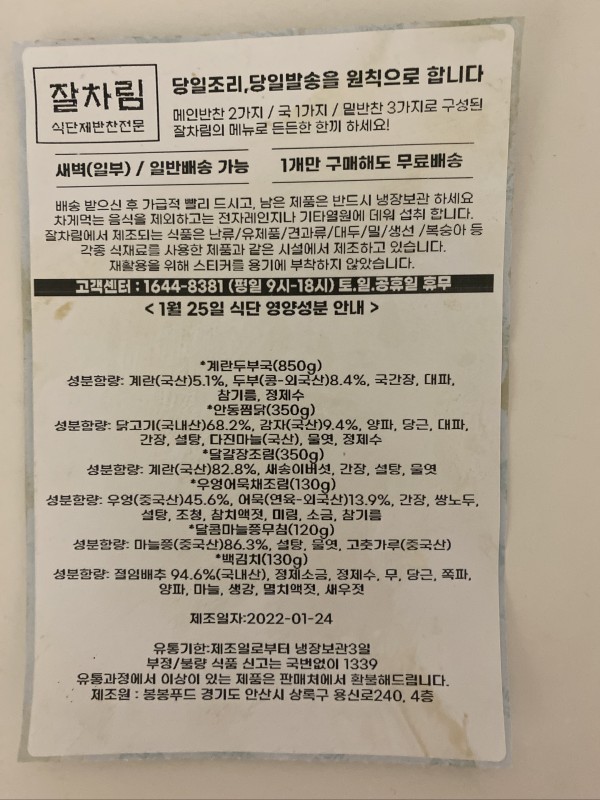 잘차림
식단제반찬전문
당일조리,당일발송을 원칙으로 합니다
메인반찬 2가지 / 국 1가지 / 밑반찬 3가지로 구성된
잘차림의 메뉴로 든든한 한끼 하세요!
새벽(일부) / 일반배송 가능
1개만 구매해도 무료배송
배송 받으신 후 가급적 빨리 드시고, 남은 제품은 반드시 냉장보관 하세요
차게먹는 음식을 제외하고는 전자레인지나 기타열원에 데워 섭취 합니다.
잘차림에서 제조되는 식품은 난류/유제품/견과류/대두/밀/생선 /복숭아 등
각종 식재료를 사용한 제품과 같은 시설에서 제조하고 있습니다.
재활용을 위해 스티커를 용기에 부착하지 않았습니다.
고객센터 : 1644-8381 (평일 9시-18시) 토.일.공휴일 휴무
< 1월 25일 식단 영양성분 안내 >
*계란두부국(850g)
성분함량: 계란(국산)5.1%, 두부(콩-외국산)8.4%, 국간장, 대파,
참기름, 정제수
*안동찜닭(350g)
성분함량: 닭고기(국내산)68.2%, 감자(국산)9.4%, 양파, 당근, 대파,
간장, 설탕, 다진마늘(국산), 물엿, 정제수
*달걀장조림(350g)
성분함량: 계란(국산)82.8%, 새송이버섯, 간장, 설탕, 물엿
*우엉어묵채조림(130g)
성분함량: 우엉(중국산)45.6%, 어묵(연육-외국산)13.9%, 간장, 쌍노두,
설탕, 조청, 참치액젓, 미림, 소금, 참기름
*달콤마늘쫑무침(120g)
성분함량: 마늘쫑(중국산)86.3%, 설탕, 물엿, 고춧가루(중국산)
*백김치(130g)
성분함량: 절임배추 94.6%(국내산), 정제소금, 정제수, 무, 당근, 쪽파,
양파, 마늘, 생강, 멸치액젓, 새우젓
제조일자:2022-01-24
유통기한:제조일로부터 냉장보관3일
부정/불량 식품 신고는 국번없이 1339
유통과정에서 이상이 있는 제품은 판매처에서 환불해드립니다.
제조원 : 봉봉푸드 경기도 안산시 상록구 용신로240, 4층